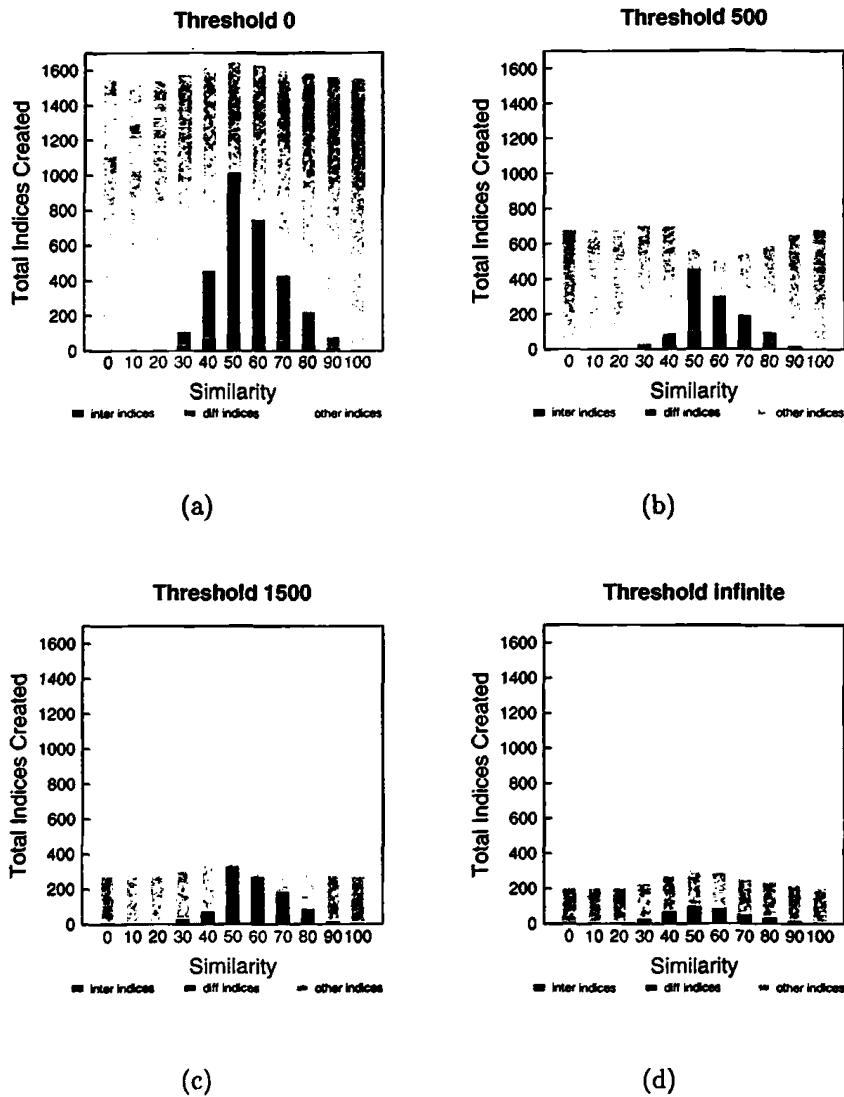 Threshold 0
Total Indices Created
1600
1400
1200
1000
800
600
400
200
0
0 10 20 30 40 50 60 70 80 90 100
Similarity
inter indices diff indices other indices
(a)
Threshold 500
Total Indices Created
1600
1400
1200
1000
800
600
400
200
0
0 10 20 30 40 50 60 70 80 90 100
Similarity
inter indices diff indices other indices
(b)
Threshold 1500
Total Indices Created
1600
1400
1200
1000
800
600
400
200
0
0 10 20 30 40 50 60 70 80 90 100
Similarity
inter indices diff indices other indices
(c)
Threshold infinite
Total Indices Created
1600
1400
1200
1000
800
600
400
200
0
0 10 20 30 40 50 60 70 80 90 100
Similarity
inter indices diff indices other indices
(d)